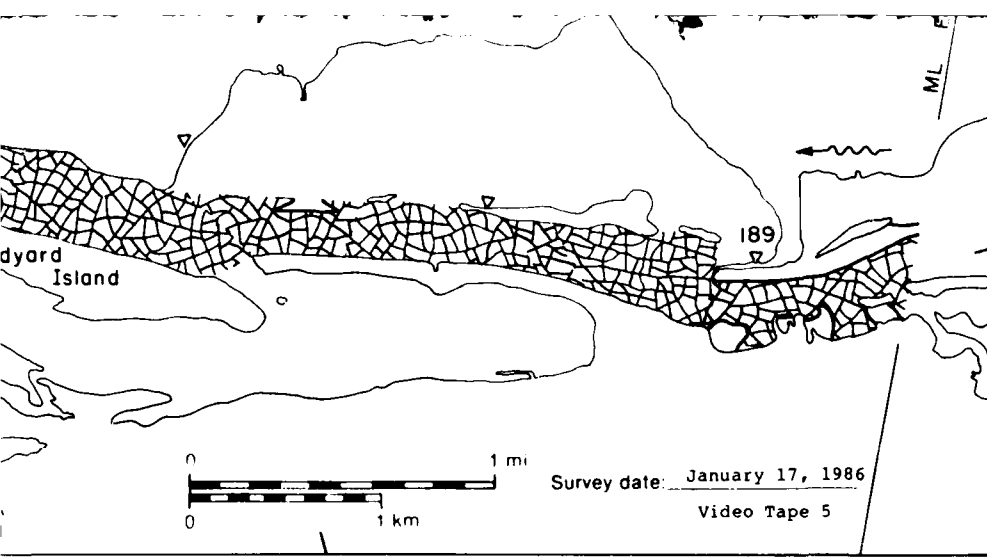 ML
189
dyard
Island
0 1 mi
Survey date: January 17, 1986
0 1 km
Video Tape 5